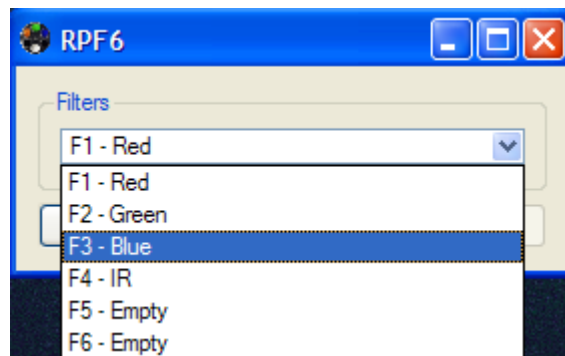 RPF6
Filters
F1 - Red
F1 - Red
F2 - Green
F3 - Blue
F4 - IR
F5 - Empty
F6 - Empty